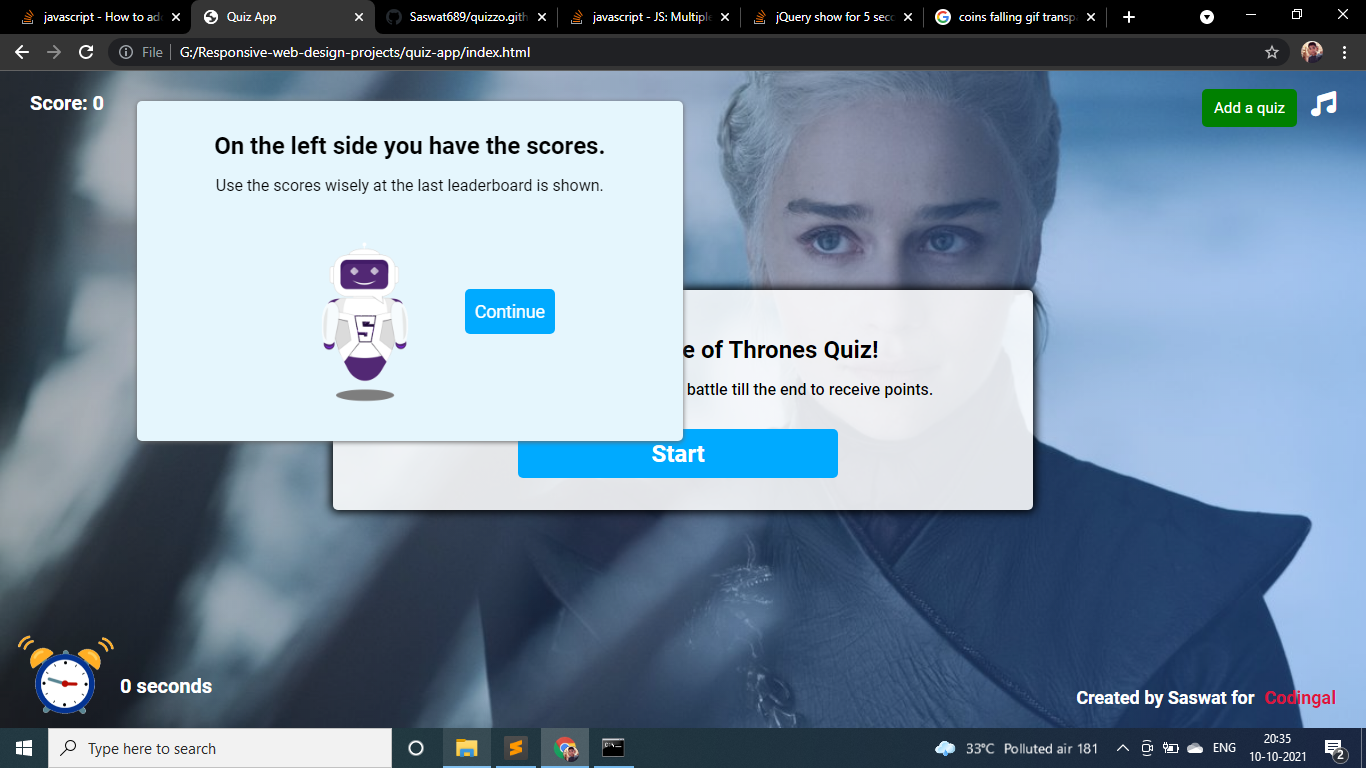 javascript - How to ad
Quiz App
Saswat689/quizzo.gith
javascript - JS: Multiple
jQuery show for 5 seco
coins falling gif transp
File
G:/Responsive-web-design-projects/quiz-app/index.html
Score: 0
Add a quiz
On the left side you have the scores.
Use the scores wisely at the last leaderboard is shown.
S
Continue
e of Thrones Quiz!
battle till the end to receive points.
Start
0 seconds
Created by Saswat for Codingal
Type here to search
33°C Polluted air 181
ENG
20:35
10-10-2021
2